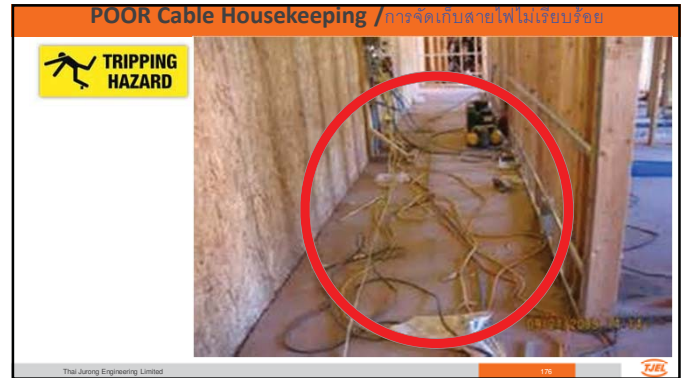 POOR Cable Housekeeping /การจัดเก็บสายไฟไม่เรียบร้อย
TRIPPING
HAZARD
Thai Jurong Engineering Limited
176
TJEL